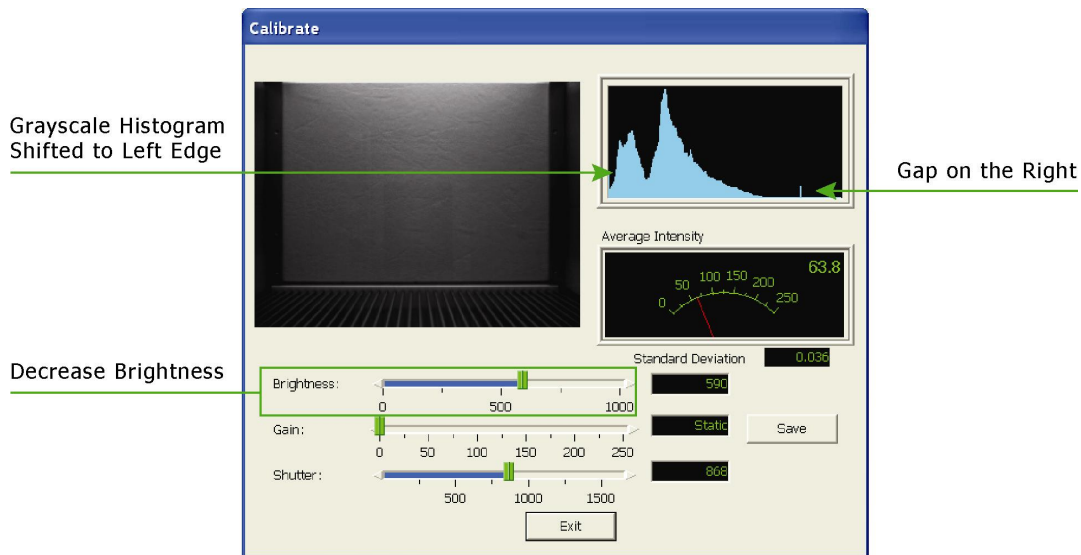 Calibrate
Grayscale Histogram
Shifted to Left Edge
Gap on the Right
Average Intensity
63.8
0 50 100 150 200 250
Standard Deviation 0.036
Decrease Brightness
Brightness: 590
0 500 1000
Gain: Static Save
0 50 100 150 200 250
Shutter: 868
500 1000 1500
Exit